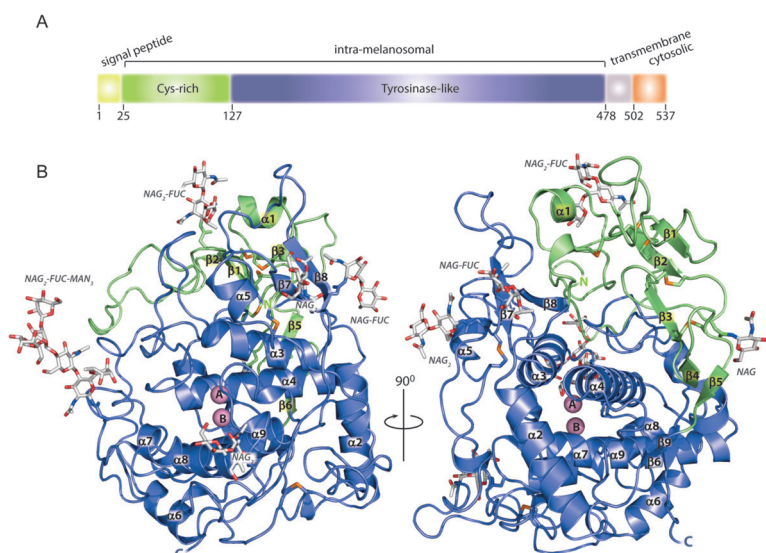 A
signal peptide
intra-melanosomal
transmembrane
cytosolic
Cys-rich
Tyrosinase-like
1 25 127 478 502 537
B
NAG2-FUC
α1
β2
β1
β3
β7
β8
α5
N
NAG2
NAG-FUC
NAG2-FUC-MAN3
β5
α3
α4
A
B
β6
α7
α8
α9
NAG
α2
α6
C
90⁰
NAG2-FUC
α1
β1
β2
N
NAG-FUC
β7
β8
β3
α5
NAG2
α3
α4
NAG
β4
β5
A
B
α2
α7
α9
α8
β9
β6
α6
C